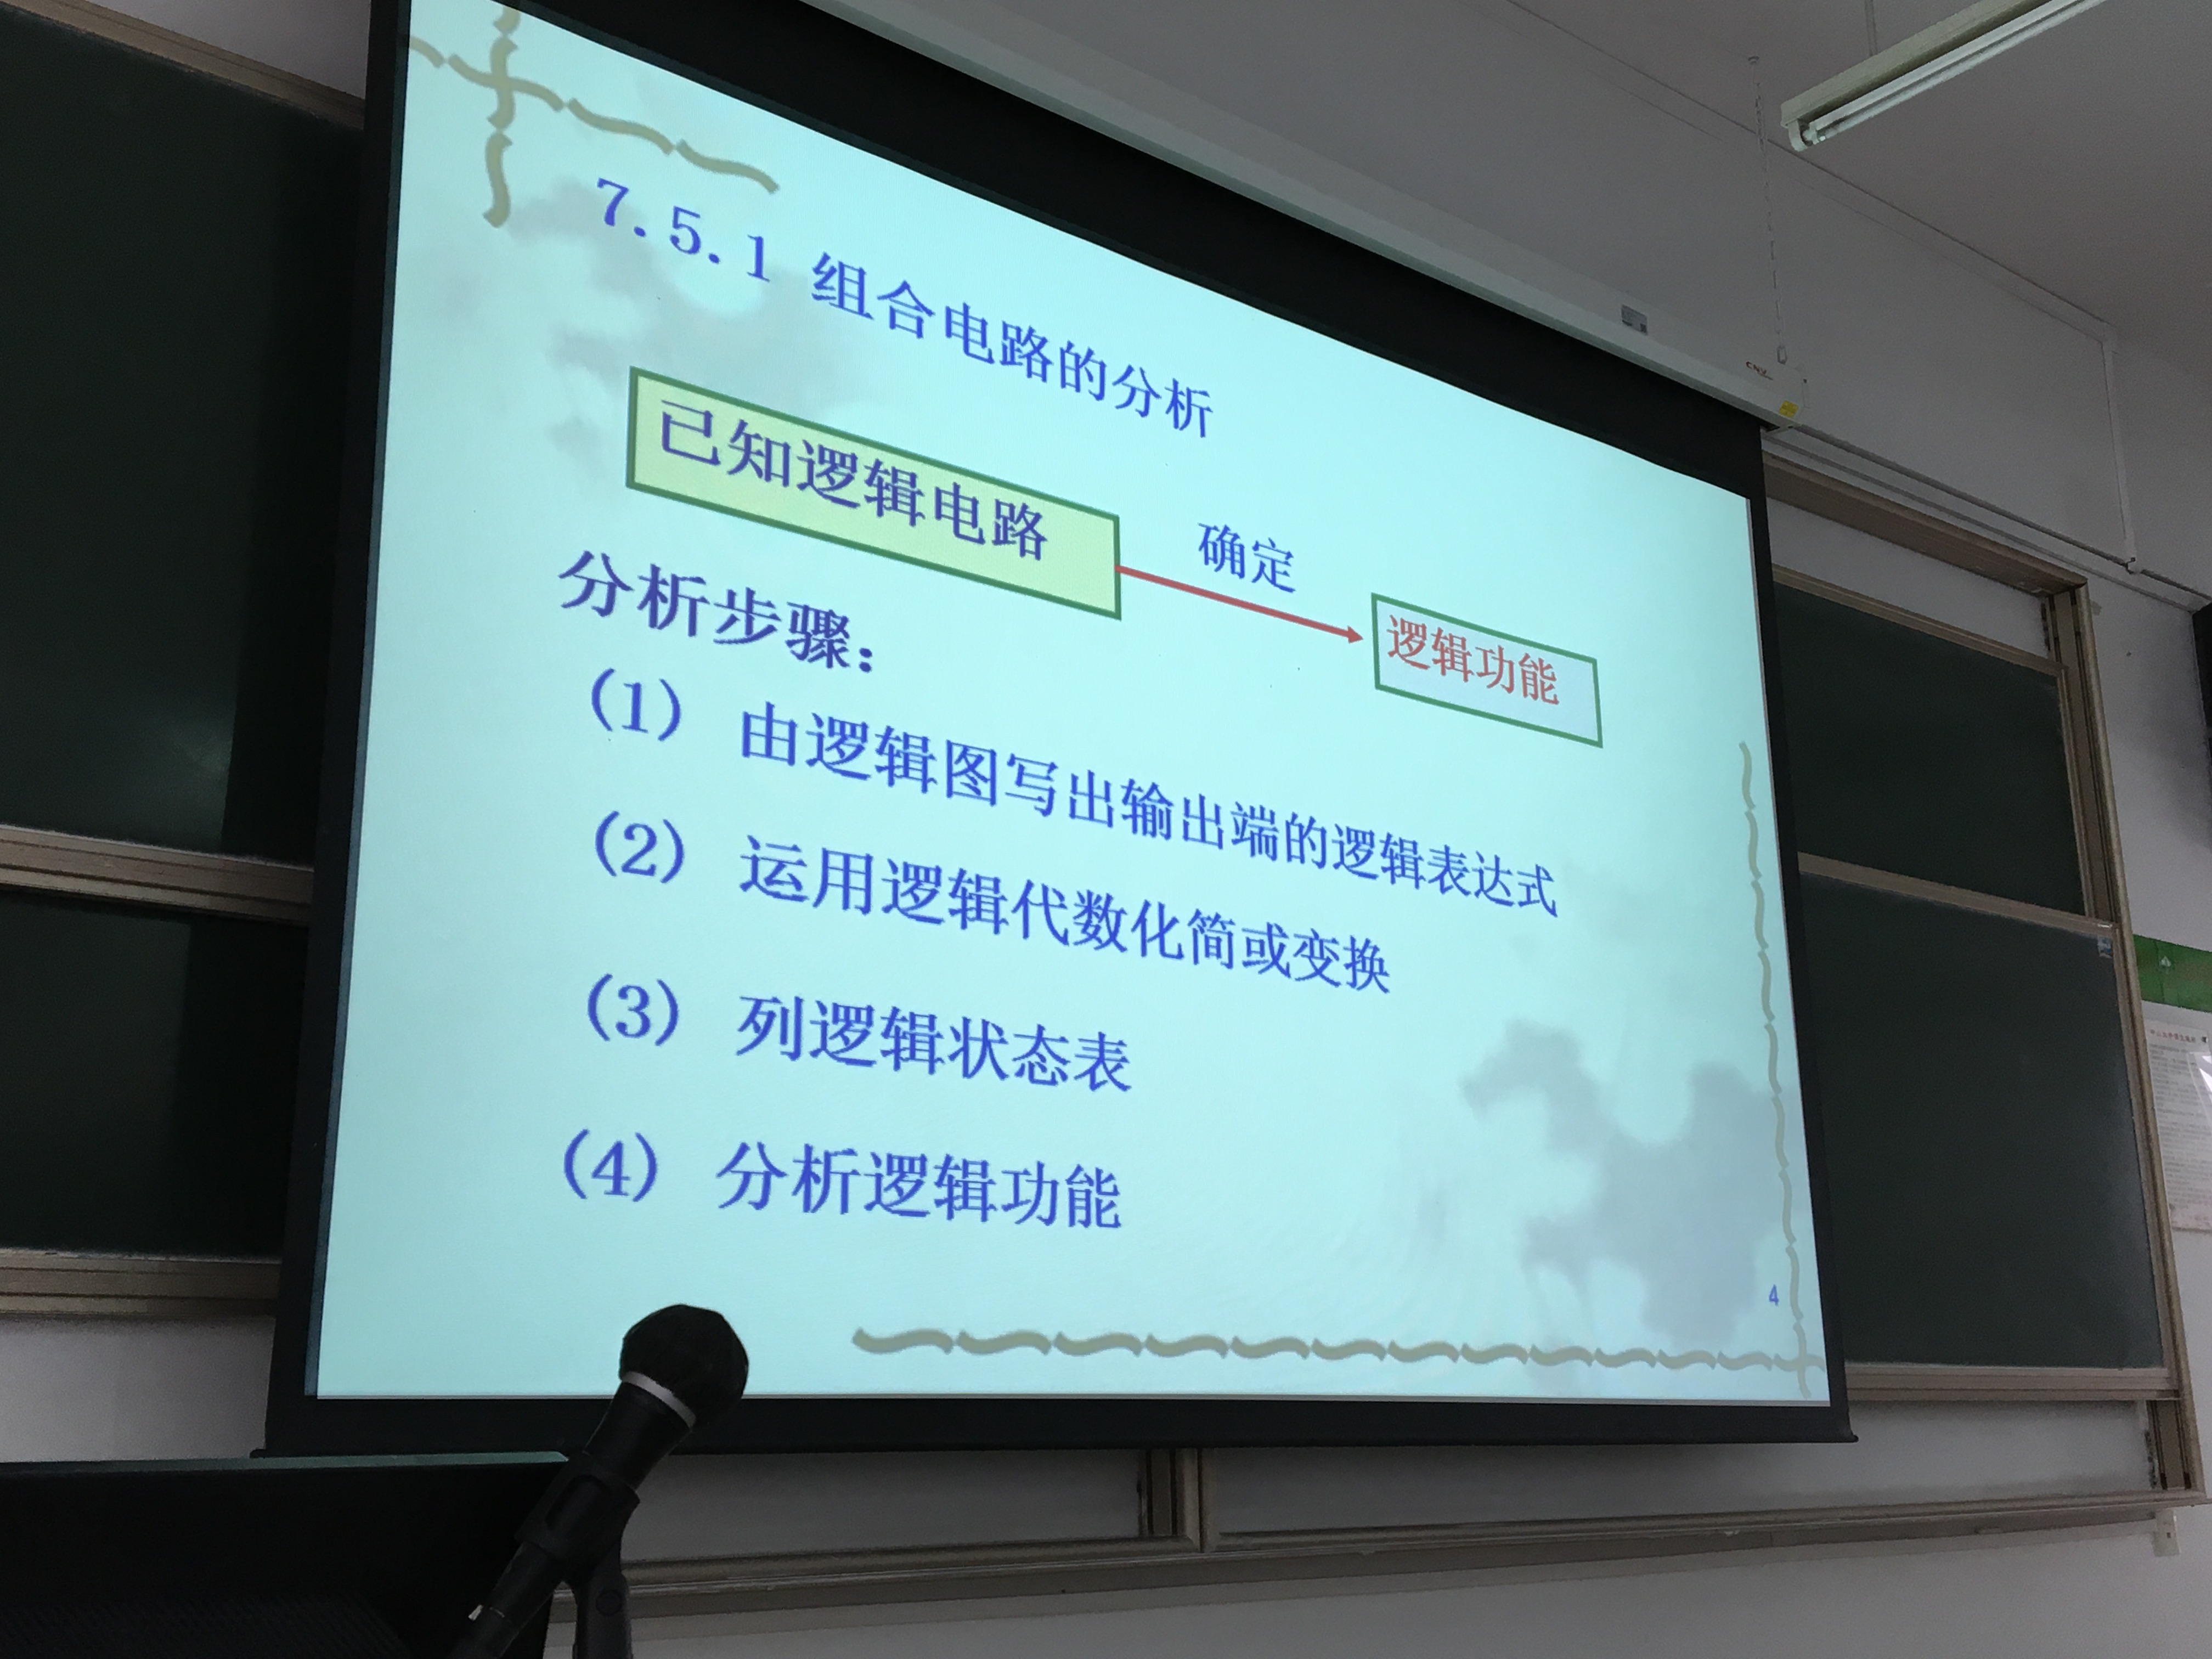 7.5.1 组合电路的分析
已知逻辑电路
确定
逻辑功能
分析步骤：
（1） 由逻辑图写出输出端的逻辑表达式
（2） 运用逻辑代数化简或变换
（3） 列逻辑状态表
（4） 分析逻辑功能
4